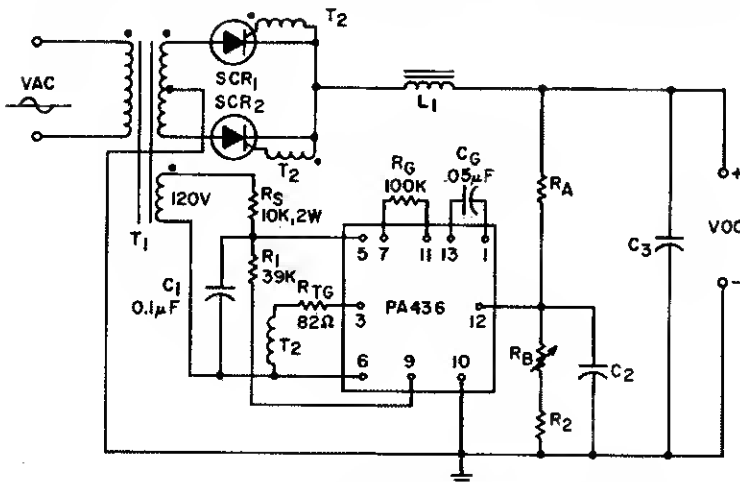 T2
VAC
SCR1
SCR2
T2
L1
120V
T1
RS
10K,2W
R1
39K
C1
0.1μF
RTG
82Ω
T2
RG
100K
CG
.05μF
5
7
11
13
1
3
PA436
12
6
9
10
RA
RB
R2
C2
C3
+
VOC
-